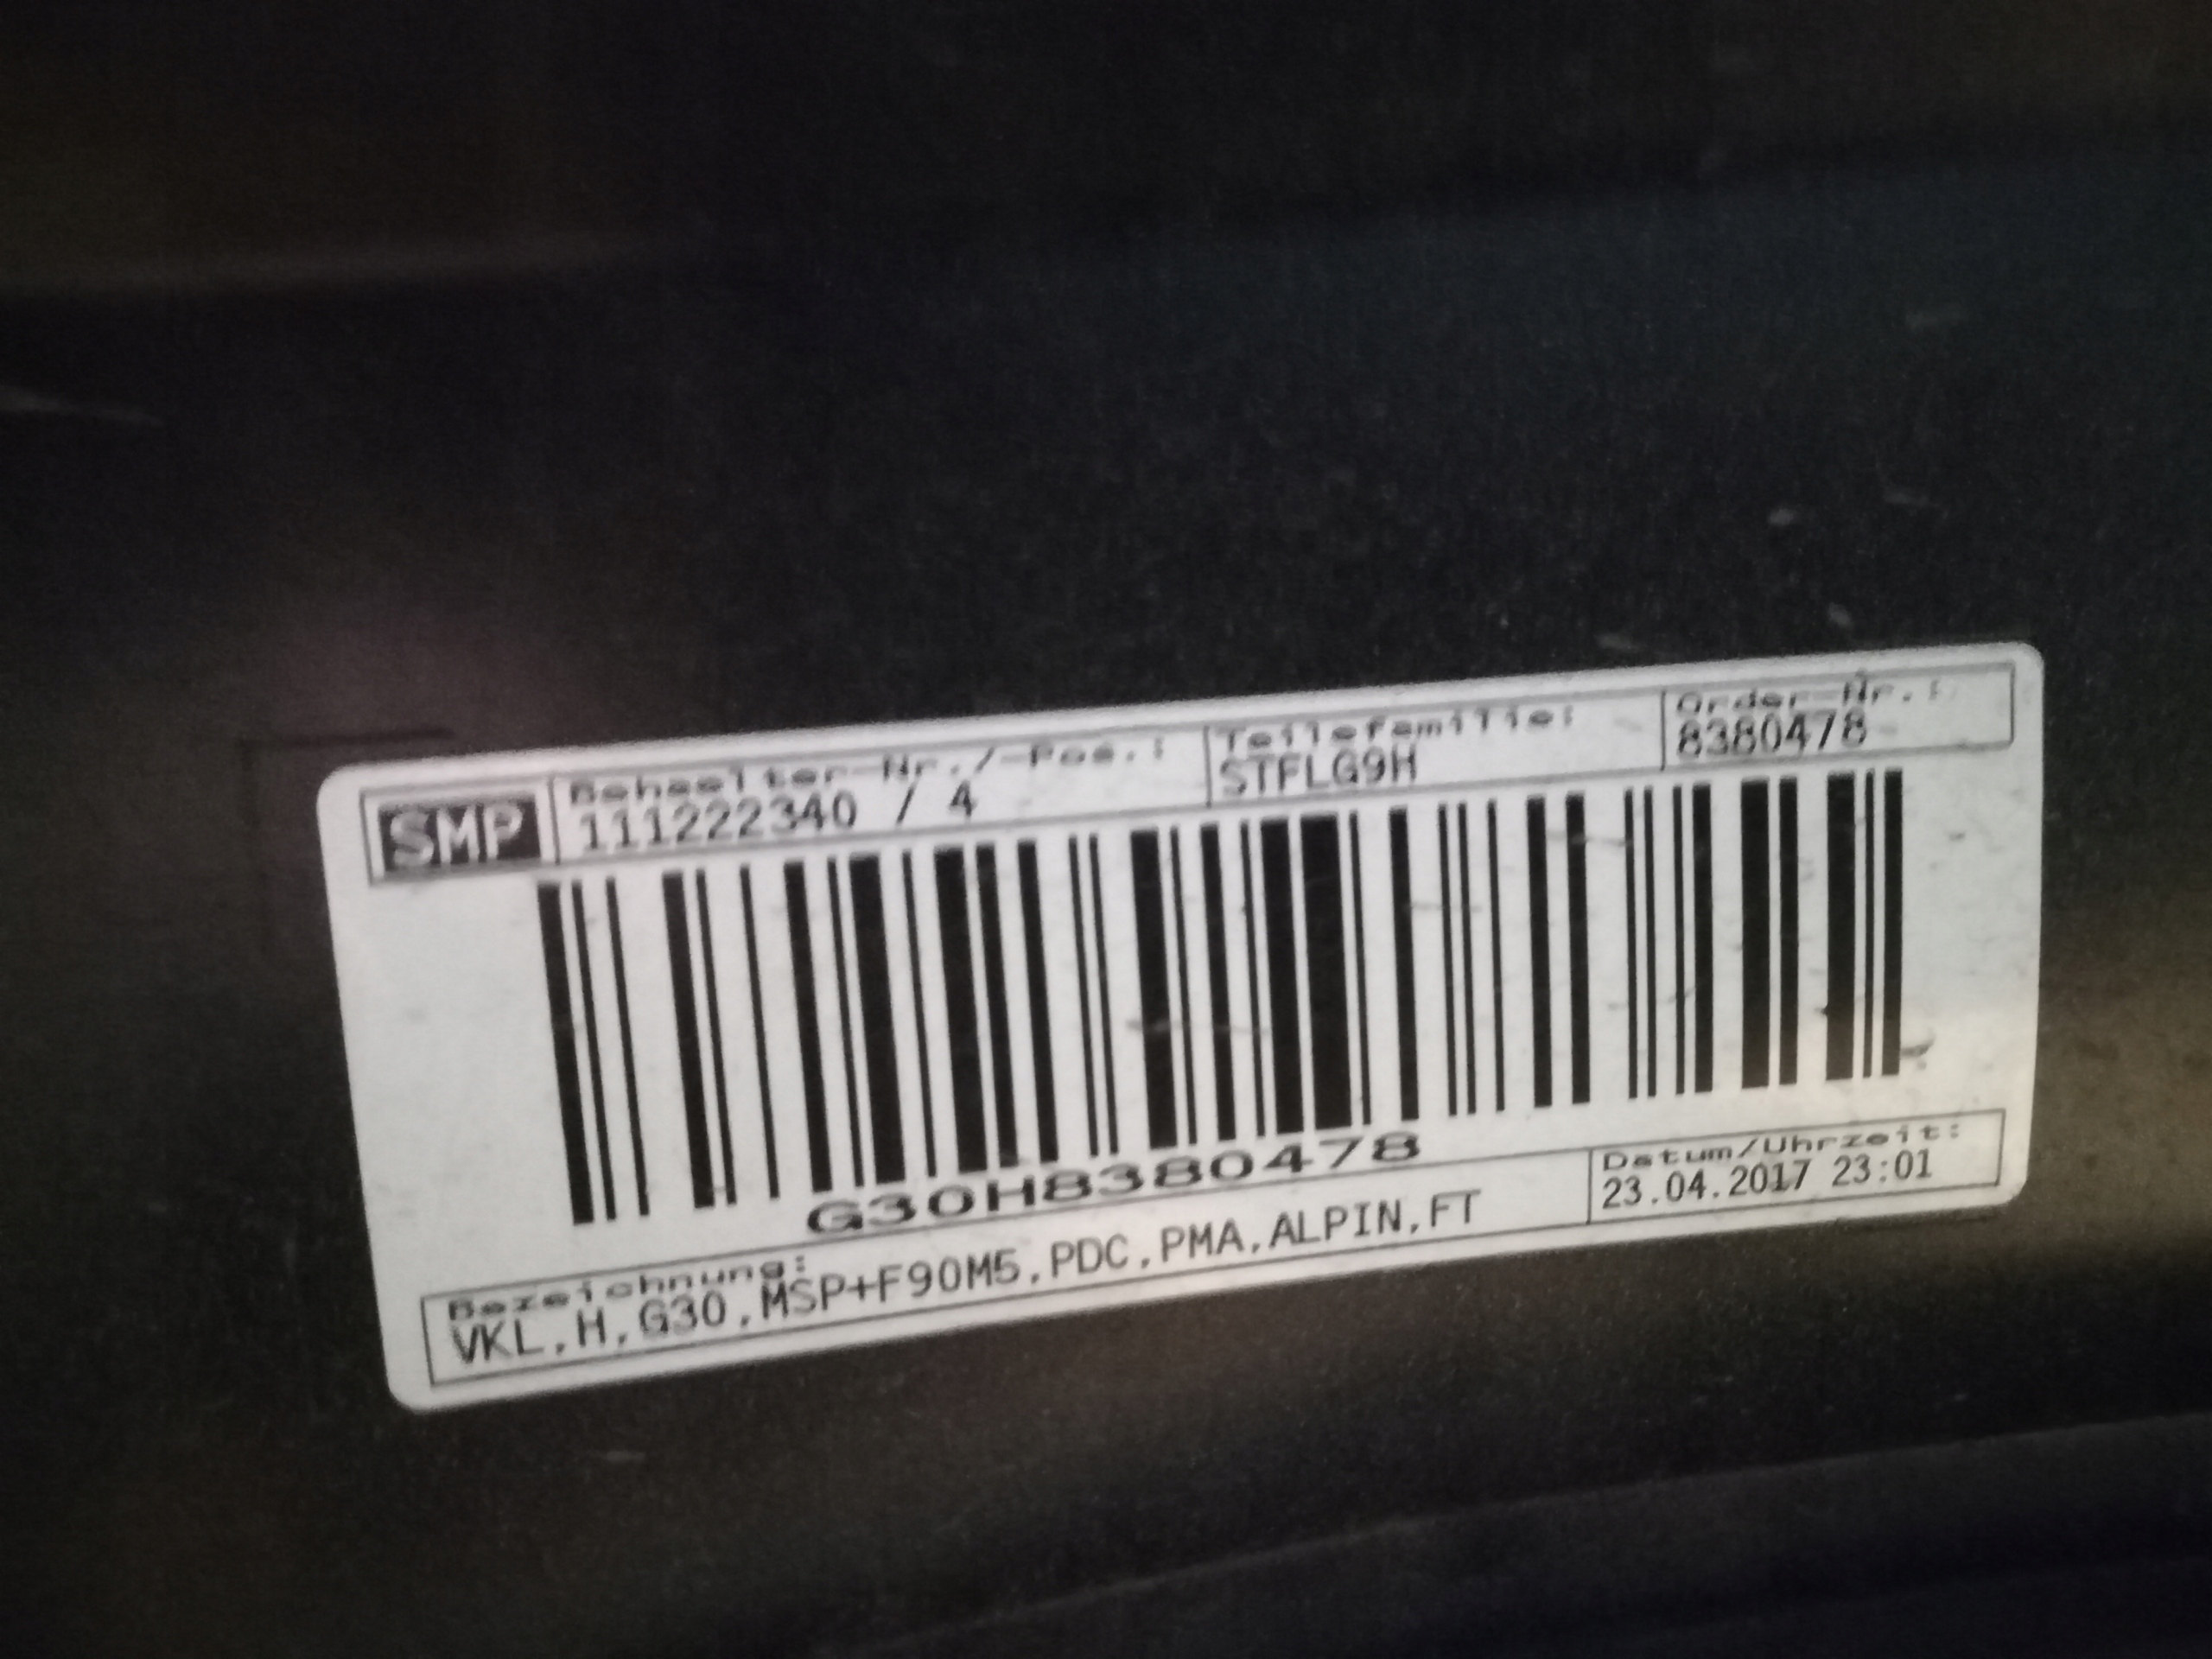 SMP
Behaelter-Nr./-Pos.:
111222340 / 4
Teilefamilie:
STFLG9H
Order-Nr.:
8380478
G30H8380478
Bezeichnung:
VKL,H,G30,MSP+F90M5,PDC,PMA,ALPIN,FT
Datum/Uhrzeit:
23.04.2017 23:01